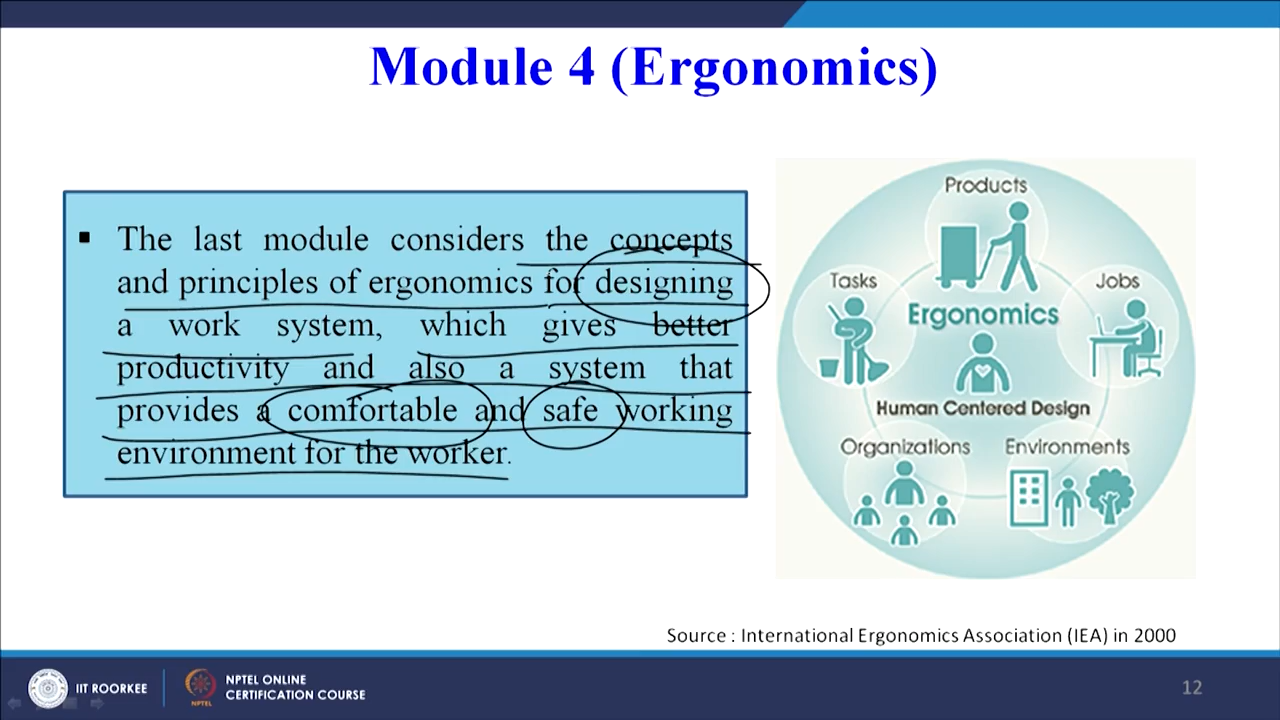 Module 4 (Ergonomics)
▪ The last module considers the concepts
and principles of ergonomics for designing
a work system, which gives better
productivity and also a system that
provides a comfortable and safe working
environment for the worker.
Products
Tasks
Jobs
Ergonomics
Human Centered Design
Organizations
Environments
Source : International Ergonomics Association (IEA) in 2000
IIT ROORKEE
NPTEL
NPTEL ONLINE
CERTIFICATION COURSE
12